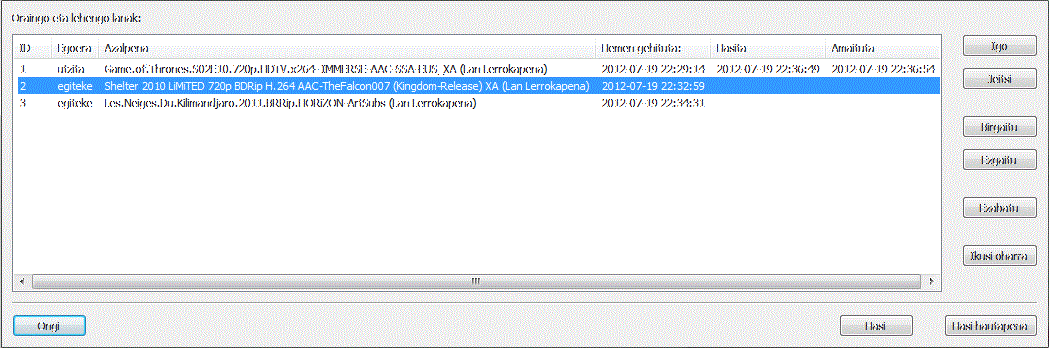 Oraingo eta lehengo lanak:
ID Egoera Azalpena Hemen gehituta: Hasita Amaituta
1 utzita Game.of.Thrones.S02E10.720p.HDTV.x264-IMMERSE-AAC-SSA-EUS_XA (Lan Lerrokapena) 2012-07-19 22:29:14 2012-07-19 22:36:49 2012-07-19 22:36:54
2 egiteke Shelter 2010 LiMiTED 720p BDRip H.264 AAC-TheFalcon007 (Kingdom-Release) XA (Lan Lerrokapena) 2012-07-19 22:32:59
3 egiteke Les.Neiges.Du.Kilimandjaro.2011.BRRip.HORiZON-ArtSubs (Lan Lerrokapena) 2012-07-19 22:34:31
Igo
Jeitsi
Birgaitu
Ezgaitu
Ezabatu
Ikusi oharra
Ongi
Hasi
Hasi hautapena